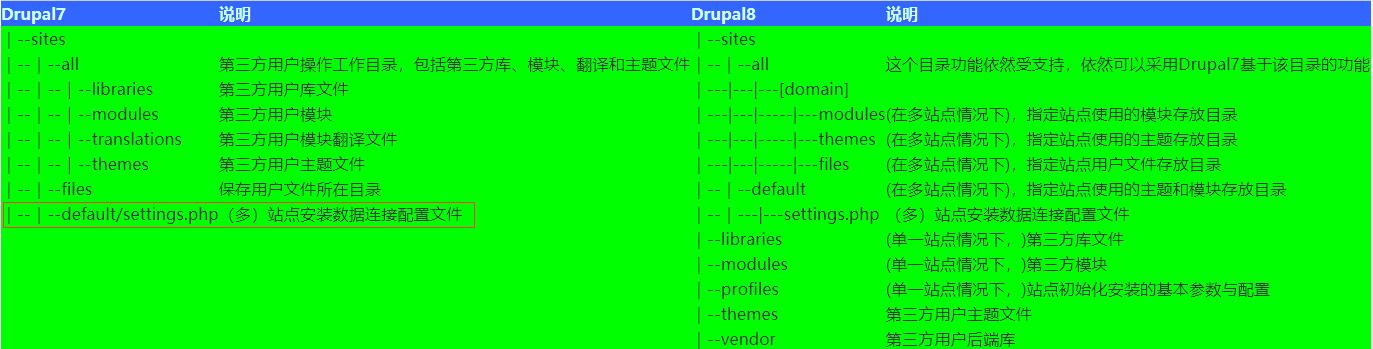 Drupal7 说明 Drupal8 说明
| --sites | --sites
| -- | --all 第三方用户操作工作目录，包括第三方库、模块、翻译和主题文件 | -- | --all 这个目录功能依然受支持，依然可以采用Drupal7基于该目录的功能
| -- | -- | --libraries 第三方用户库文件 | ---|---|---[domain]
| -- | -- | --modules 第三方用户模块 | ---|---|-----|---modules(在多站点情况下)，指定站点使用的模块存放目录
| -- | -- | --translations 第三方用户模块翻译文件 | ---|---|-----|---themes (在多站点情况下)，指定站点使用的主题存放目录
| -- | -- | --themes 第三方用户主题文件 | ---|---|-----|---files (在多站点情况下)，指定站点用户文件存放目录
| -- | --files 保存用户文件所在目录 | -- | --default (在多站点情况下)，指定站点使用的主题和模块存放目录
| -- | --default/settings.php（多）站点安装数据连接配置文件 | -- | ---|---settings.php （多）站点安装数据连接配置文件
| --libraries (单一站点情况下，)第三方库文件
| --modules (单一站点情况下，)第三方模块
| --profiles (单一站点情况下，)站点初始化安装的基本参数与配置
| --themes 第三方用户主题文件
| --vendor 第三方用户后端库